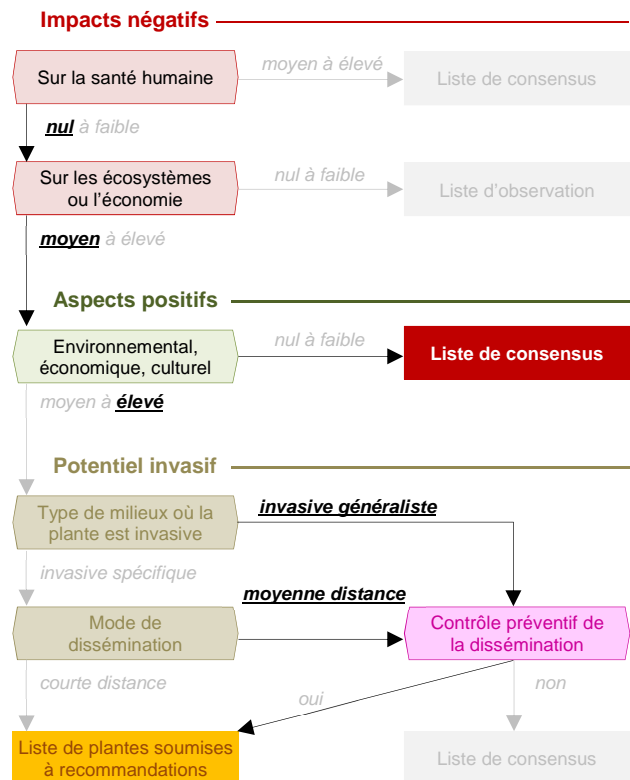 Impacts négatifs
Sur la santé humaine
moyen à élevé
Liste de consensus
nul à faible
Sur les écosystèmes
ou l'économie
nul à faible
Liste d'observation
moyen à élevé
Aspects positifs
Environnemental,
économique, culturel
nul à faible
Liste de consensus
moyen à élevé
Potentiel invasif
Type de milieux où la
plante est invasive
invasive généraliste
invasive spécifique
moyenne distance
Mode de
dissémination
Contrôle préventif de
la dissémination
courte distance
oui
non
Liste de plantes soumises
à recommandations
Liste de consensus